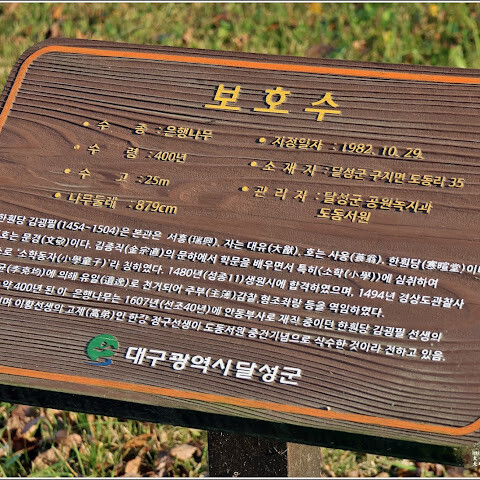 보호수
• 수 종 : 은행나무
• 지정일자 : 1982. 10. 29.
• 수 령 : 400년
• 소 재 지 : 달성군 구지면 도동리 35
• 수 고 : 25m
• 관 리 자 : 달성군 공원녹지과
도동서원
• 나무둘레 : 879cm
한훤당 김굉필(1454~1504)은 본관은 서흥(瑞興), 자는 대유(大猷), 호는 사옹(蓑翁), 한훤당(寒暄堂)이
호는 문경(文敬)이다. 김종직(金宗直)의 문하에서 학문을 배우면서 특히(소학(小學))에 심취하여
로 '소학동자(小學童子)'라 칭하였다. 1480년(성종11)생원시에 합격하였으며, 1494년 경상도관찰사
(李克均)에 의해 유일(遺逸)로 천거되어 주부(主簿)감찰 형조좌랑 등을 역임하였다.
약 400년 된 이 은행나무는 1607년(선조40년)에 안동부사로 재직 중이던 한훤당 김굉필 선생의
이며 이황선생의 고제(高弟)인 한강 정구선생이 도동서원 중건기념으로 식수한 것이라 전하고 있음.
대구광역시달성군